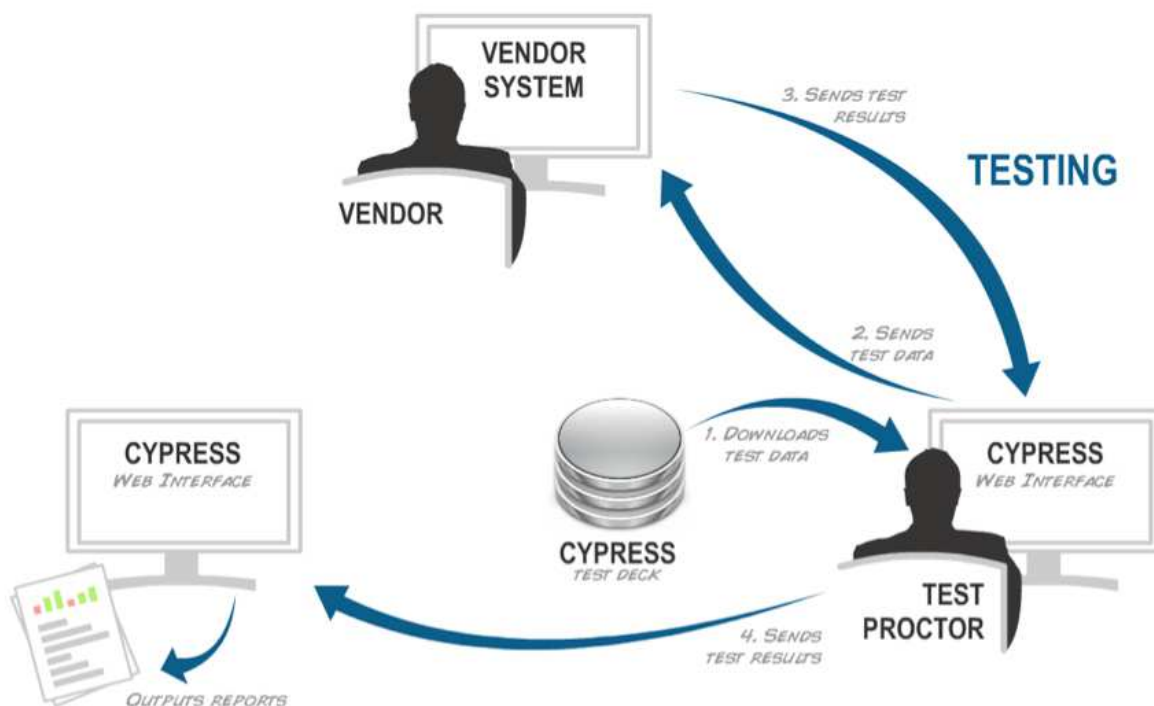 VENDOR
SYSTEM
VENDOR
3. SENDS TEST
RESULTS
TESTING
2. SENDS
TEST DATA
1. DOWNLOADS
TEST DATA
CYPRESS
WEB INTERFACE
CYPRESS
TEST DECK
CYPRESS
WEB INTERFACE
TEST
PROCTOR
4. SENDS
TEST RESULTS
OUTPUTS REPORTS